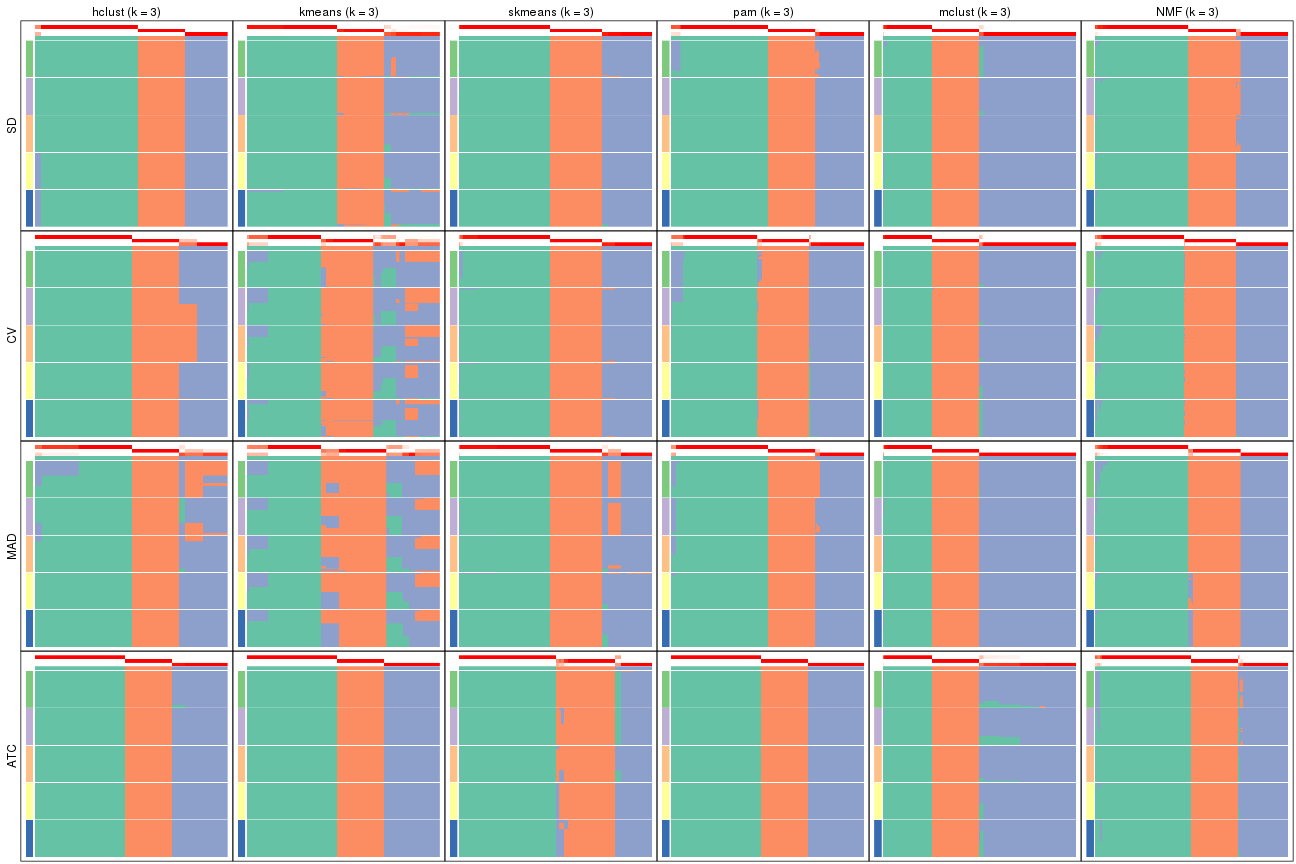 hclust (k = 3) kmeans (k = 3) skmeans (k = 3) pam (k = 3) mclust (k = 3) NMF (k = 3)
SD
CV
MAD
ATC